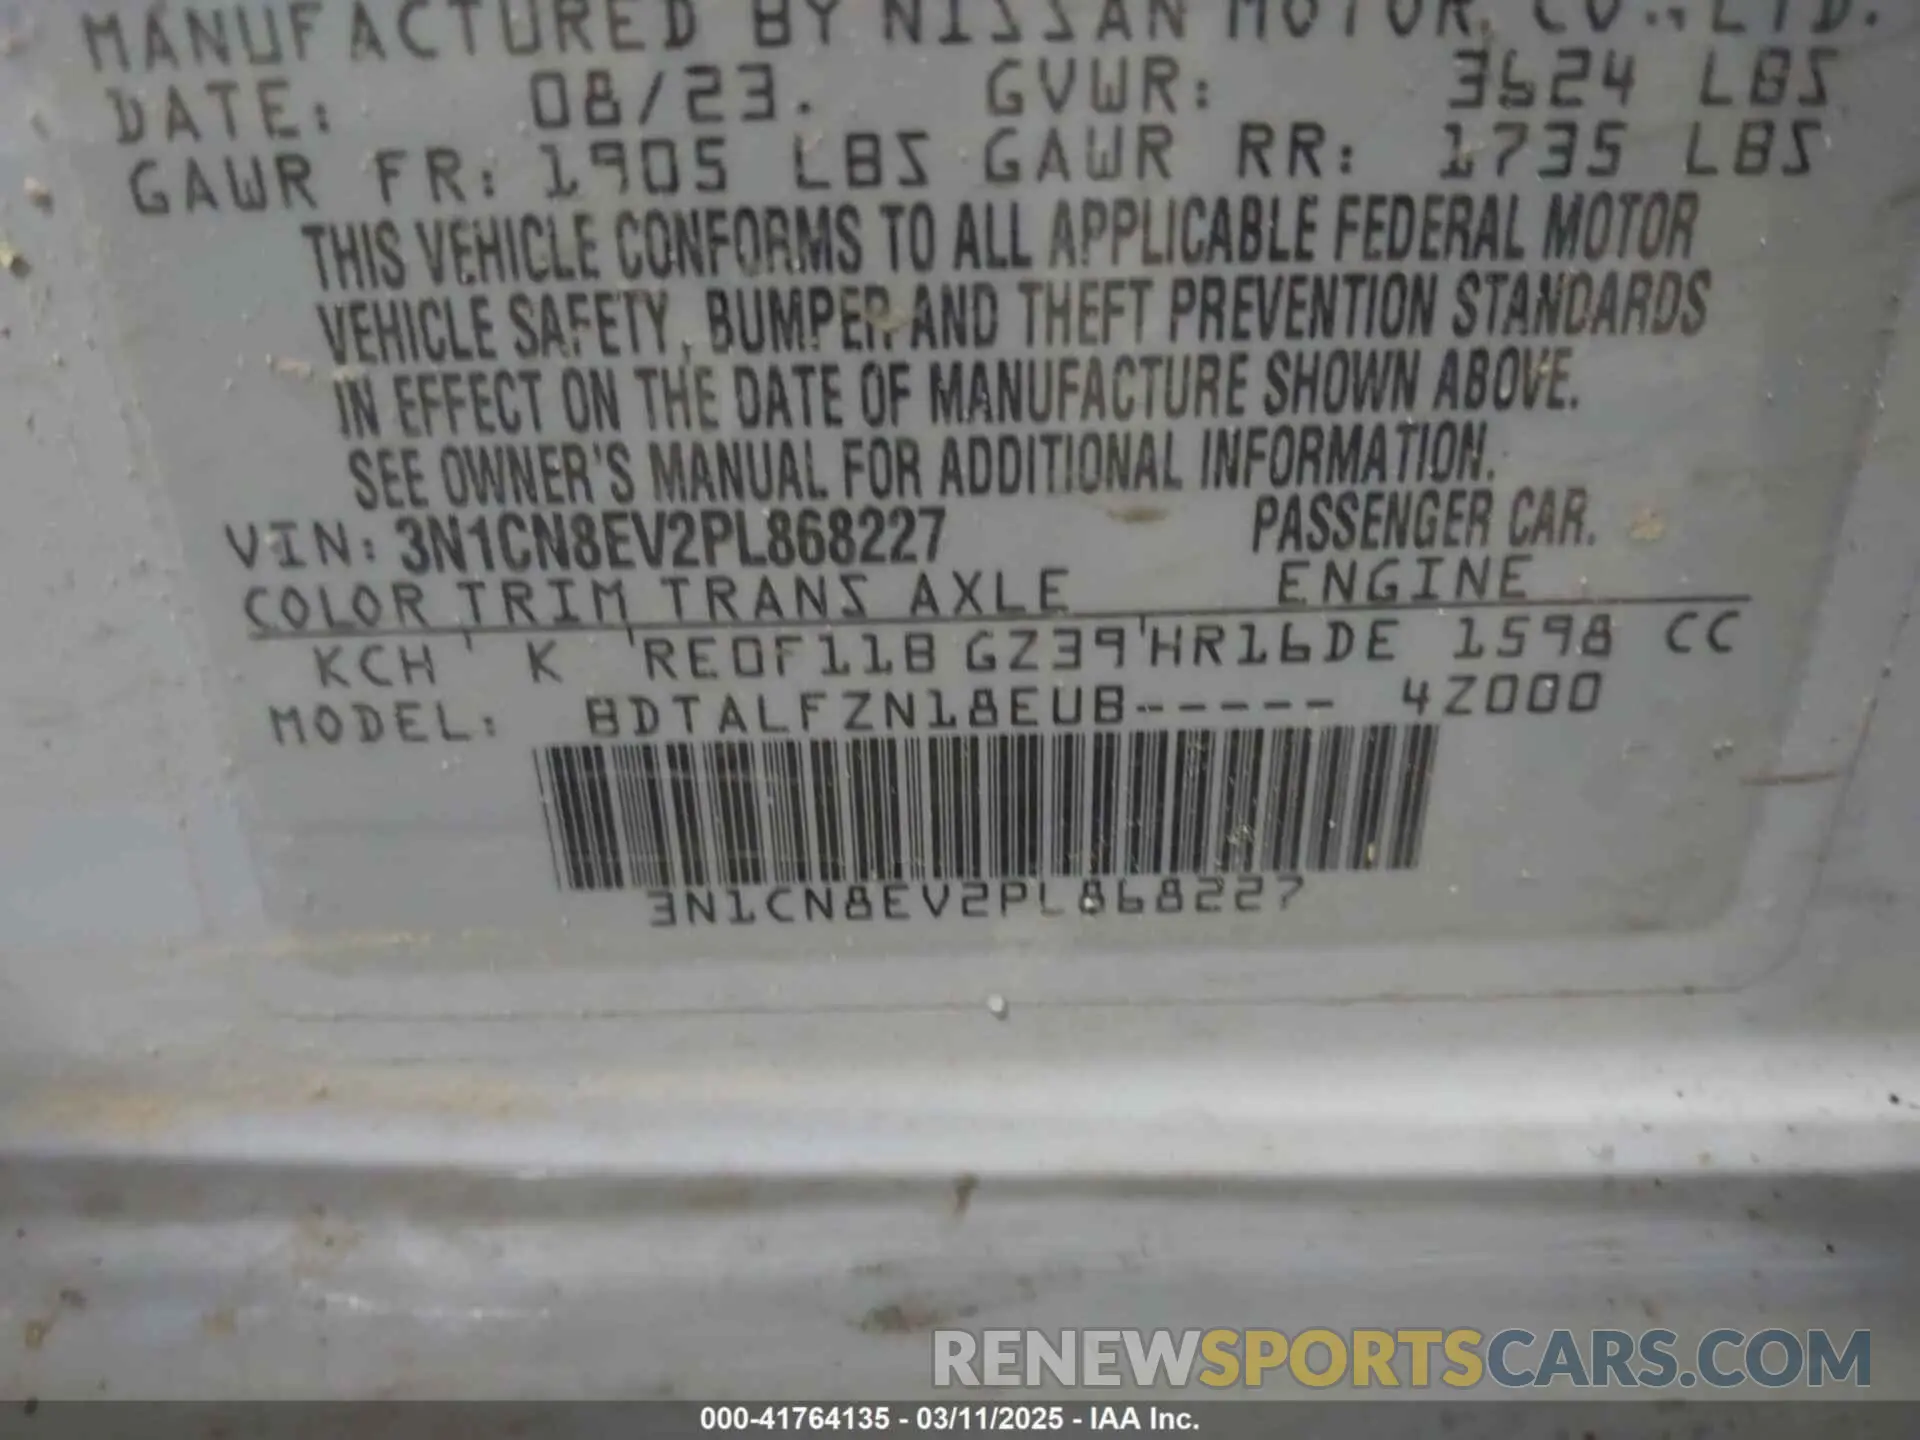 MANUFACTURED BY NISSAN MOTOR CO., LTD.
DATE: 08/23. GVWR: 3624 LBS
GAWR FR: 1905 LBS GAWR RR: 1735 LBS
THIS VEHICLE CONFORMS TO ALL APPLICABLE FEDERAL MOTOR
VEHICLE SAFETY, BUMPER AND THEFT PREVENTION STANDARDS
IN EFFECT ON THE DATE OF MANUFACTURE SHOWN ABOVE.
SEE OWNER'S MANUAL FOR ADDITIONAL INFORMATION.
VIN: 3N1CN8EV2PL868227 PASSENGER CAR.
COLOR TRIM TRANS AXLE ENGINE
KCH K RE0F11B GZ39 HR16DE 1598 CC
MODEL: BDTALFZN18EUB----- 4Z000
3N1CN8EV2PL868227
RENEWSPORTSCARS.COM
000-41764135 - 03/11/2025 - IAA Inc.